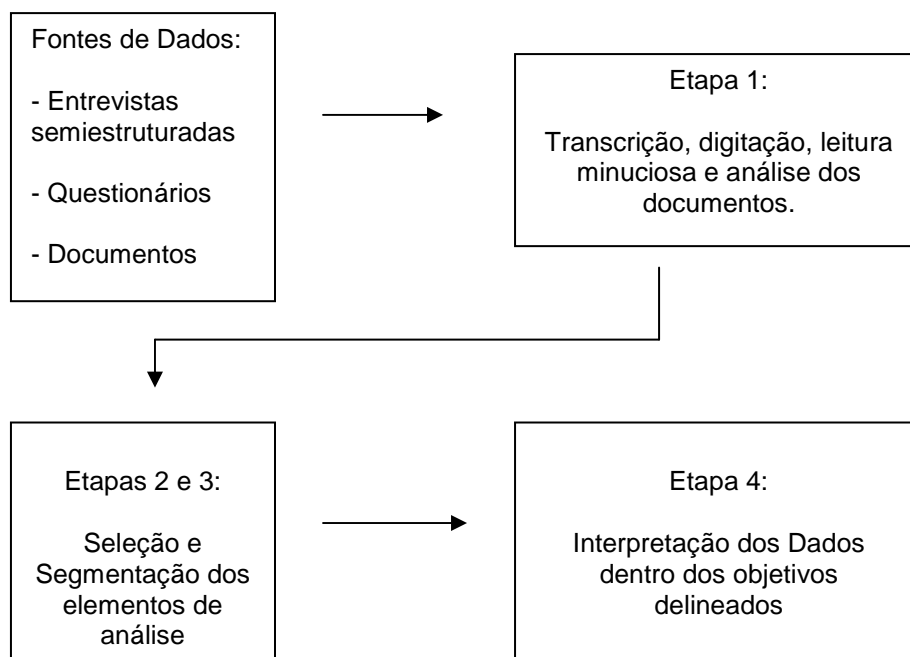 Fontes de Dados:
- Entrevistas
semiestruturadas
- Questionários
- Documentos
Etapa 1:
Transcrição, digitação, leitura
minuciosa e análise dos
documentos.
Etapas 2 e 3:
Seleção e
Segmentação dos
elementos de
análise
Etapa 4:
Interpretação dos Dados
dentro dos objetivos
delineados